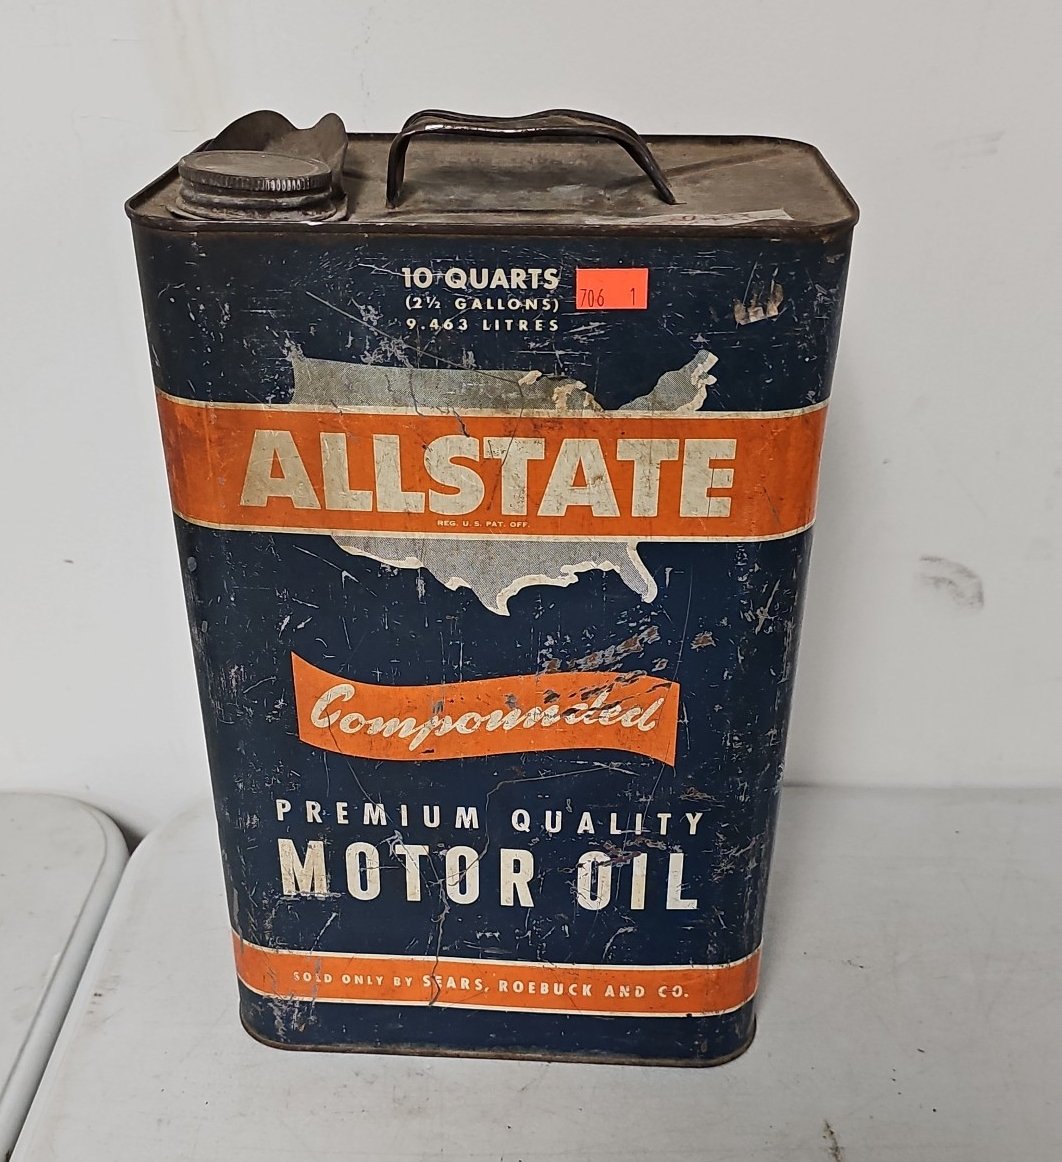 10 QUARTS
(2½ GALLONS)
9.463 LITRES
706 1
ALLSTATE
REG. U. S. PAT. OFF.
Compounded
PREMIUM QUALITY
MOTOR OIL
SOLD ONLY BY SEARS, ROEBUCK AND CO.